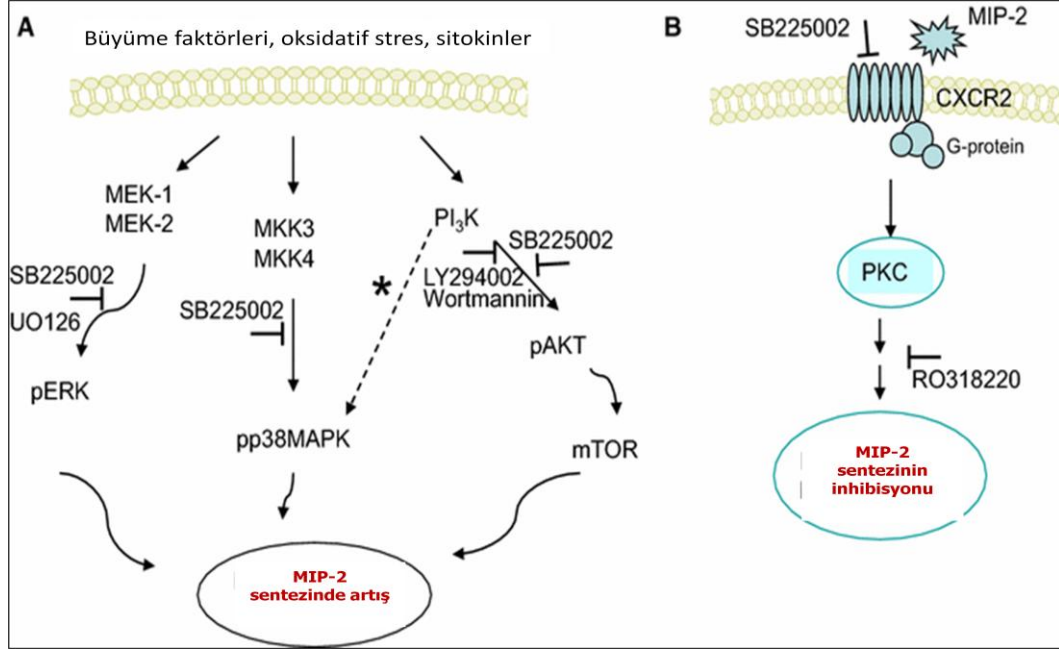 A
Büyüme faktörleri, oksidatif stres, sitokinler
MEK-1
MEK-2
MKK3
MKK4
PI₃K
SB225002
LY294002
Wortmannin
SB225002
UO126
SB225002
*
pAKT
pERK
pp38MAPK
mTOR
MIP-2
sentezinde artış
B
SB225002
MIP-2
CXCR2
G-protein
PKC
RO318220
MIP-2
sentezinin
inhibisyonu